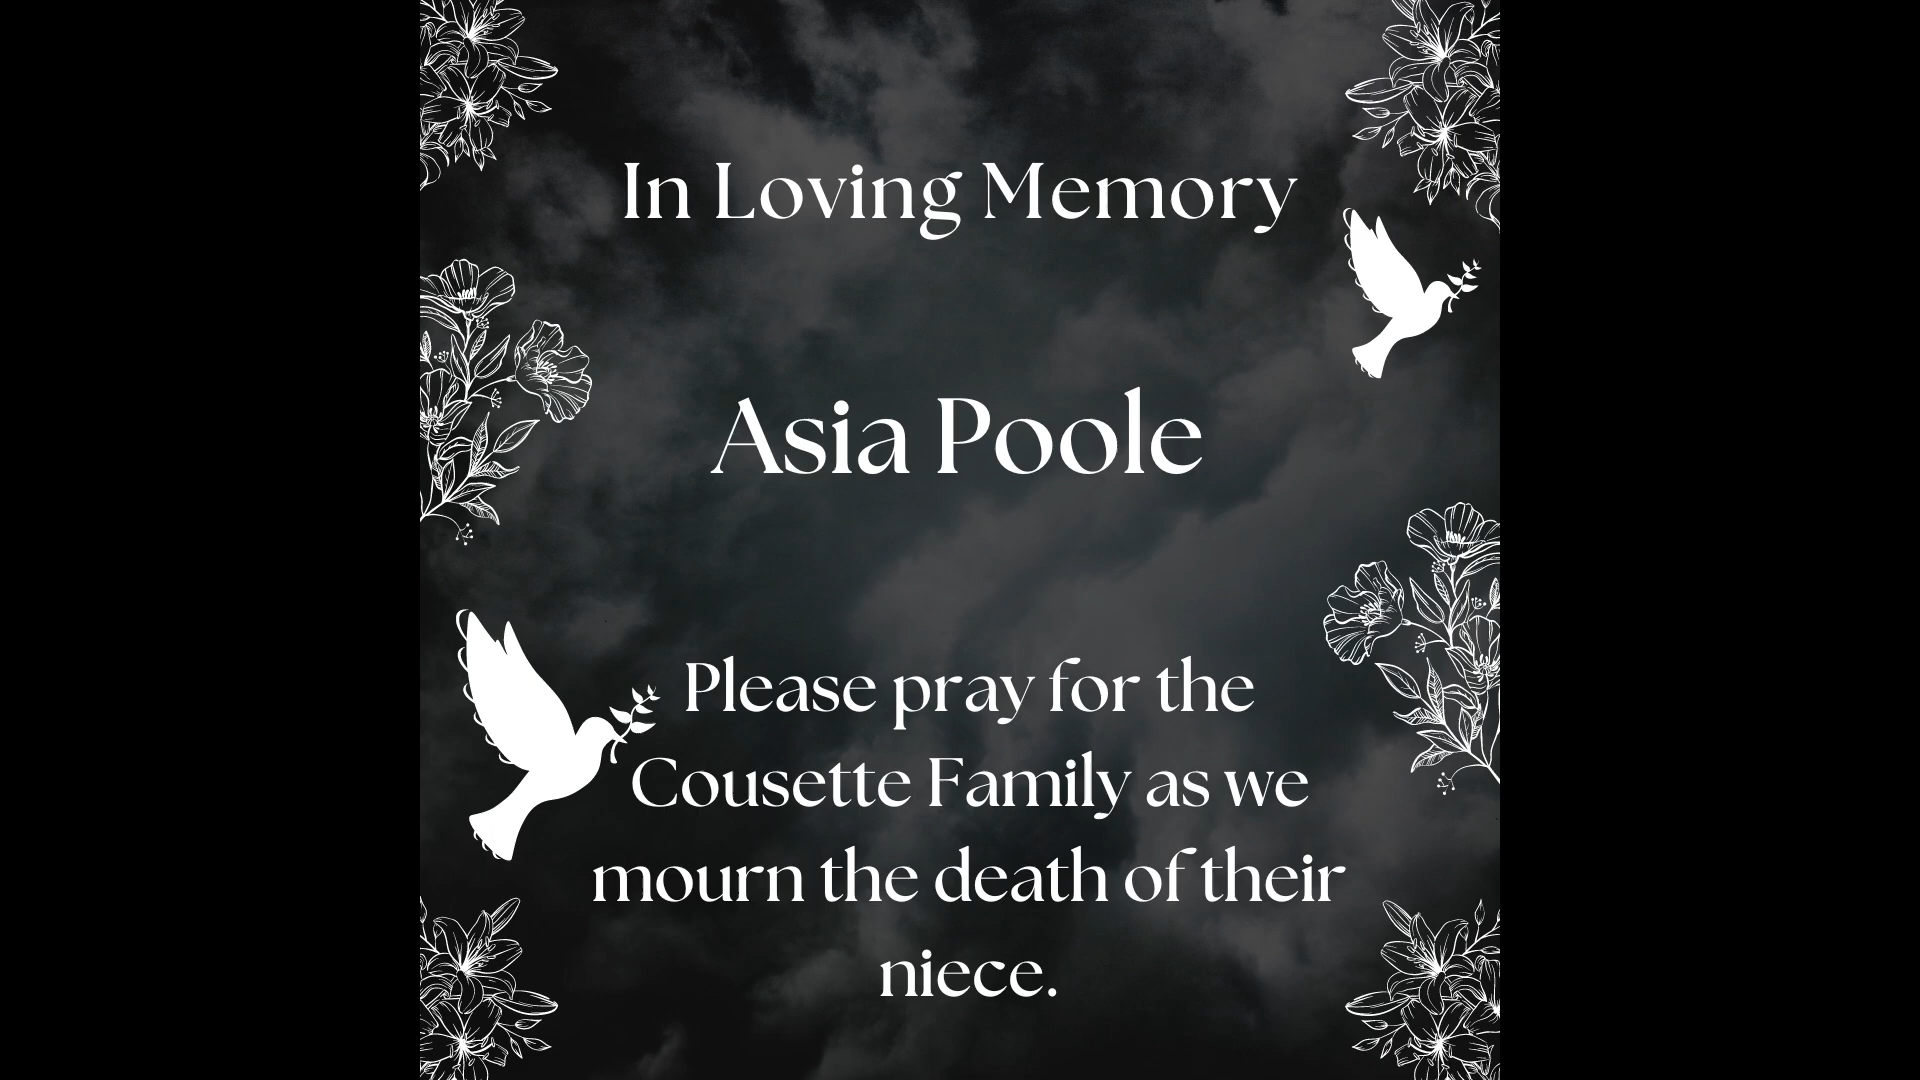 In Loving Memory
Asia Poole
Please pray for the
Cousette Family as we
mourn the death of their
niece.